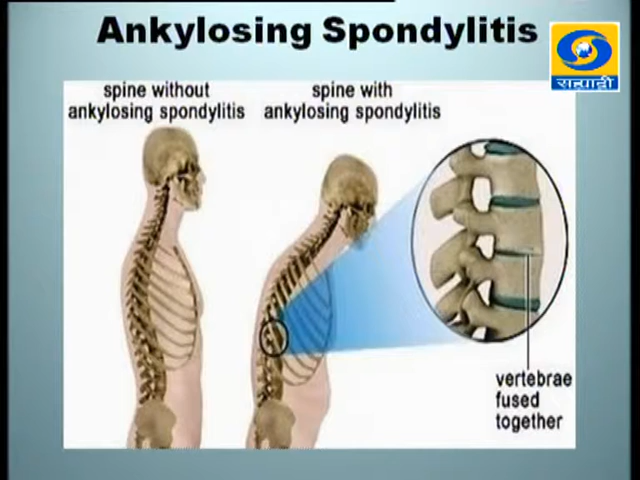 Ankylosing Spondylitis
सह्याद्री
spine without
ankylosing spondylitis
spine with
ankylosing spondylitis
vertebrae
fused
together